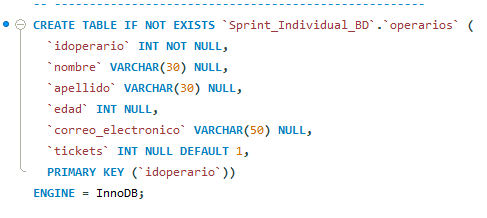 -- ----------------------------------------------------
CREATE TABLE IF NOT EXISTS `Sprint_Individual_BD`.`operarios` (
`idoperario` INT NOT NULL,
`nombre` VARCHAR(30) NULL,
`apellido` VARCHAR(30) NULL,
`edad` INT NULL,
`correo_electronico` VARCHAR(50) NULL,
`tickets` INT NULL DEFAULT 1,
PRIMARY KEY (`idoperario`))
ENGINE = InnoDB;